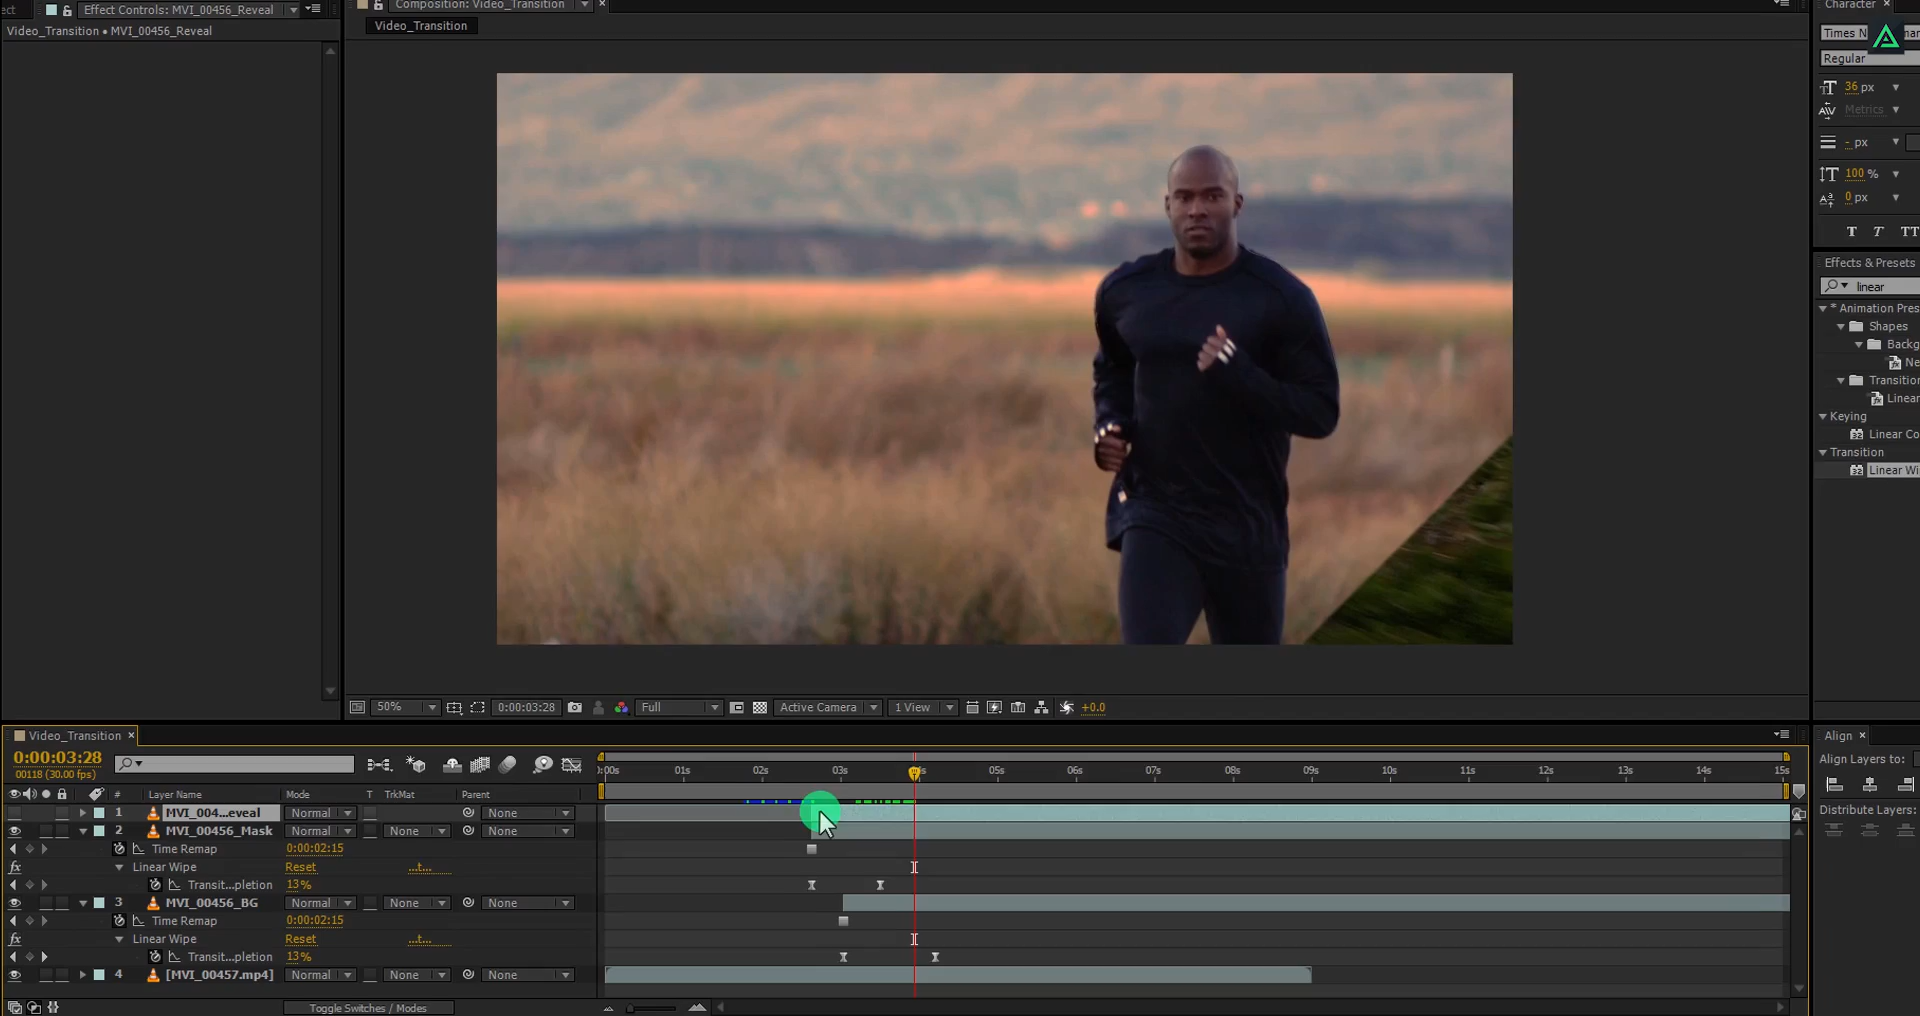 ect
Effect Controls: MVI_00456_Reveal
Video_Transition • MVI_00456_Reveal
Composition: Video_Transition
Video_Transition
Character
Times N
Regular
36 px
Metrics
- px
100 %
0 px
T T TT
Effects & Presets
linear
* Animation Pres
Shapes
Backg
Ne
Transition
Linear
Keying
Linear Co
Transition
Linear Wi
50%
0:00:03:28
Full
Active Camera
1 View
+0.0
Video_Transition
0:00:03:28
00118 (30.00 fps)
:00s 01s 02s 03s 05s 06s 07s 08s 09s 10s 11s 12s 13s 14s 15s
# Layer Name Mode T TrkMat Parent
1 MVI_004...eveal Normal None
2 MVI_00456_Mask Normal None None
Time Remap 0:00:02:15
fx Linear Wipe Reset ...t...
Transit...pletion 13%
3 MVI_00456_BG Normal None None
Time Remap 0:00:02:15
fx Linear Wipe Reset ...t...
Transit...pletion 13%
4 [MVI_00457.mp4] Normal None None
Toggle Switches / Modes
Align
Align Layers to:
Distribute Layers: